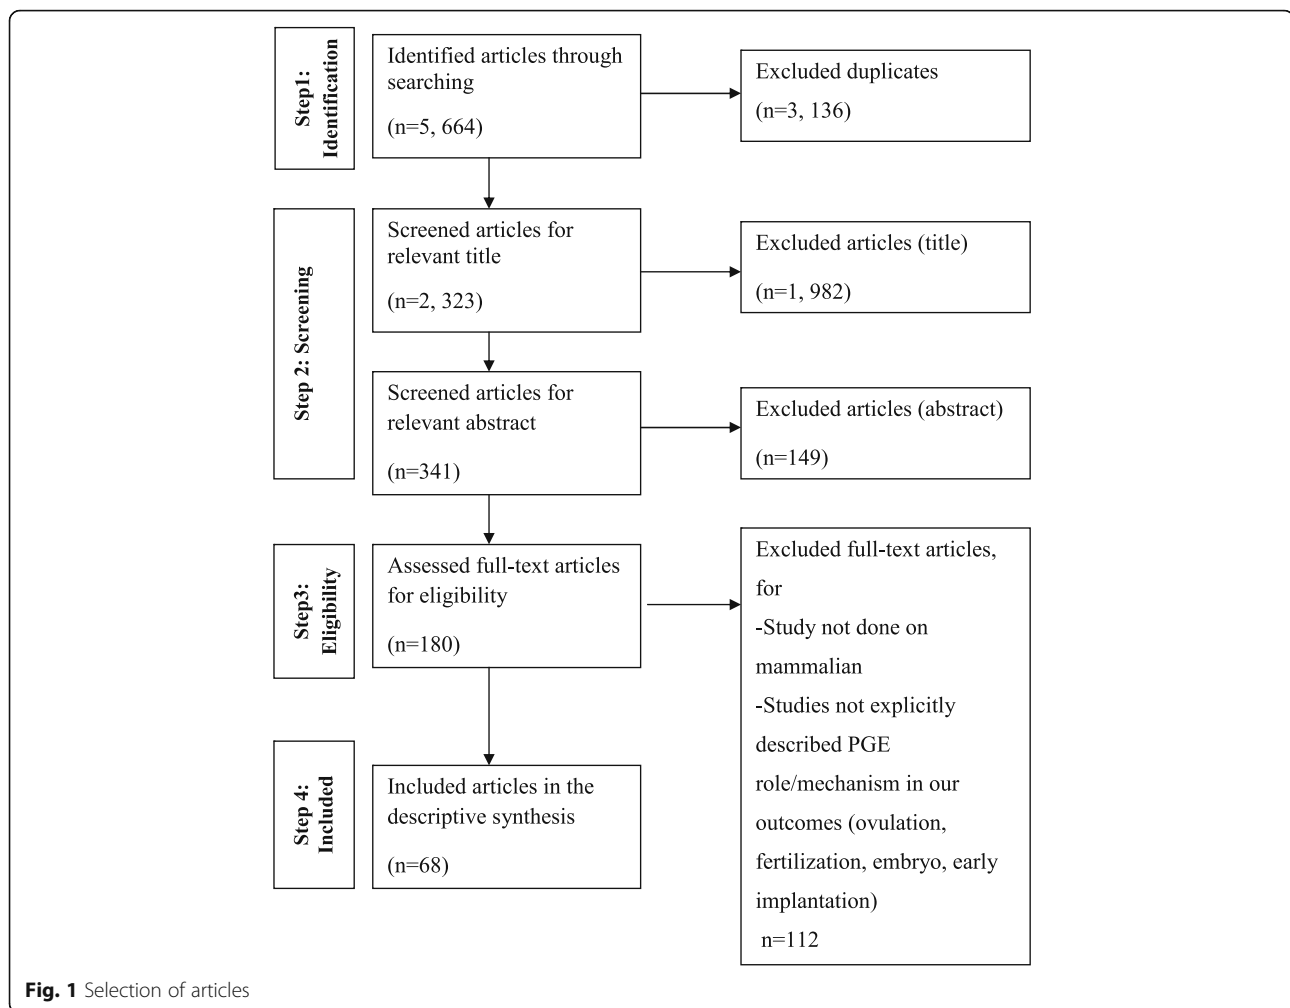 Step1:
Identification
Identified articles through
searching
(n=5, 664)
Excluded duplicates
(n=3, 136)
Step 2: Screening
Screened articles for
relevant title
(n=2, 323)
Excluded articles (title)
(n=1, 982)
Screened articles for
relevant abstract
(n=341)
Excluded articles (abstract)
(n=149)
Step3:
Eligibility
Assessed full-text articles
for eligibility
(n=180)
Excluded full-text articles,
for
-Study not done on
mammalian
-Studies not explicitly
described PGE
role/mechanism in our
outcomes (ovulation,
fertilization, embryo, early
implantation)
n=112
Step 4:
Included
Included articles in the
descriptive synthesis
(n=68)
Fig. 1 Selection of articles